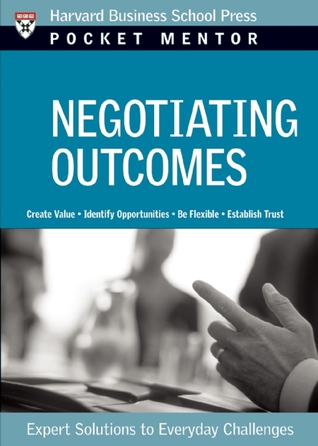 Harvard Business School Press
POCKET MENTOR
NEGOTIATING
OUTCOMES
Create Value • Identify Opportunities • Be Flexible • Establish Trust
Expert Solutions to Everyday Challenges